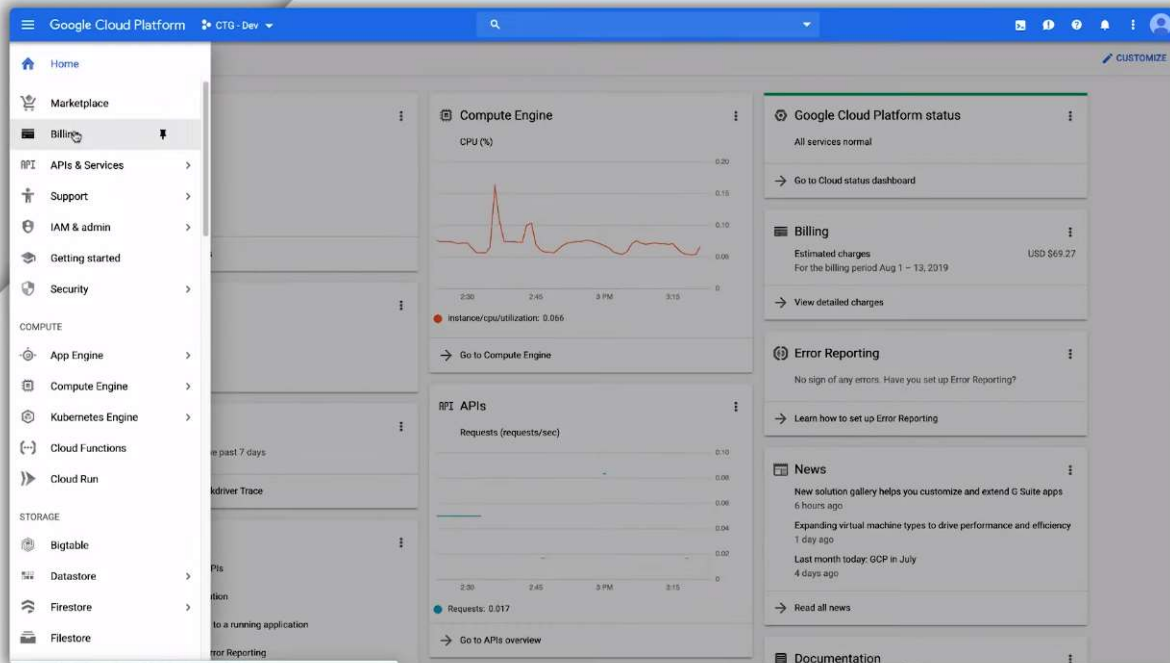 Google Cloud Platform
CTG - Dev
Home
CUSTOMIZE
Marketplace
Billing
API APIs & Services
Support
IAM & admin
Getting started
Security
COMPUTE
App Engine
Compute Engine
Kubernetes Engine
Cloud Functions
Cloud Run
STORAGE
Bigtable
Datastore
Firestore
Filestore
e past 7 days
kdriver Trace
PIs
tion
to a running application
rror Reporting
Compute Engine
CPU (%)
0.20
0.15
0.10
0.05
0
2:30 2:45 3 PM 3:15
instance/cpu/utilization: 0.066
Go to Compute Engine
API APIs
Requests (requests/sec)
0.10
0.08
0.06
0.04
0.02
0
2:30 2:45 3 PM 3:15
Requests: 0.017
Go to APIs overview
Google Cloud Platform status
All services normal
Go to Cloud status dashboard
Billing
Estimated charges USD $69.27
For the billing period Aug 1 – 13, 2019
View detailed charges
Error Reporting
No sign of any errors. Have you set up Error Reporting?
Learn how to set up Error Reporting
News
New solution gallery helps you customize and extend G Suite apps
6 hours ago
Expanding virtual machine types to drive performance and efficiency
1 day ago
Last month today: GCP in July
4 days ago
Read all news
Documentation